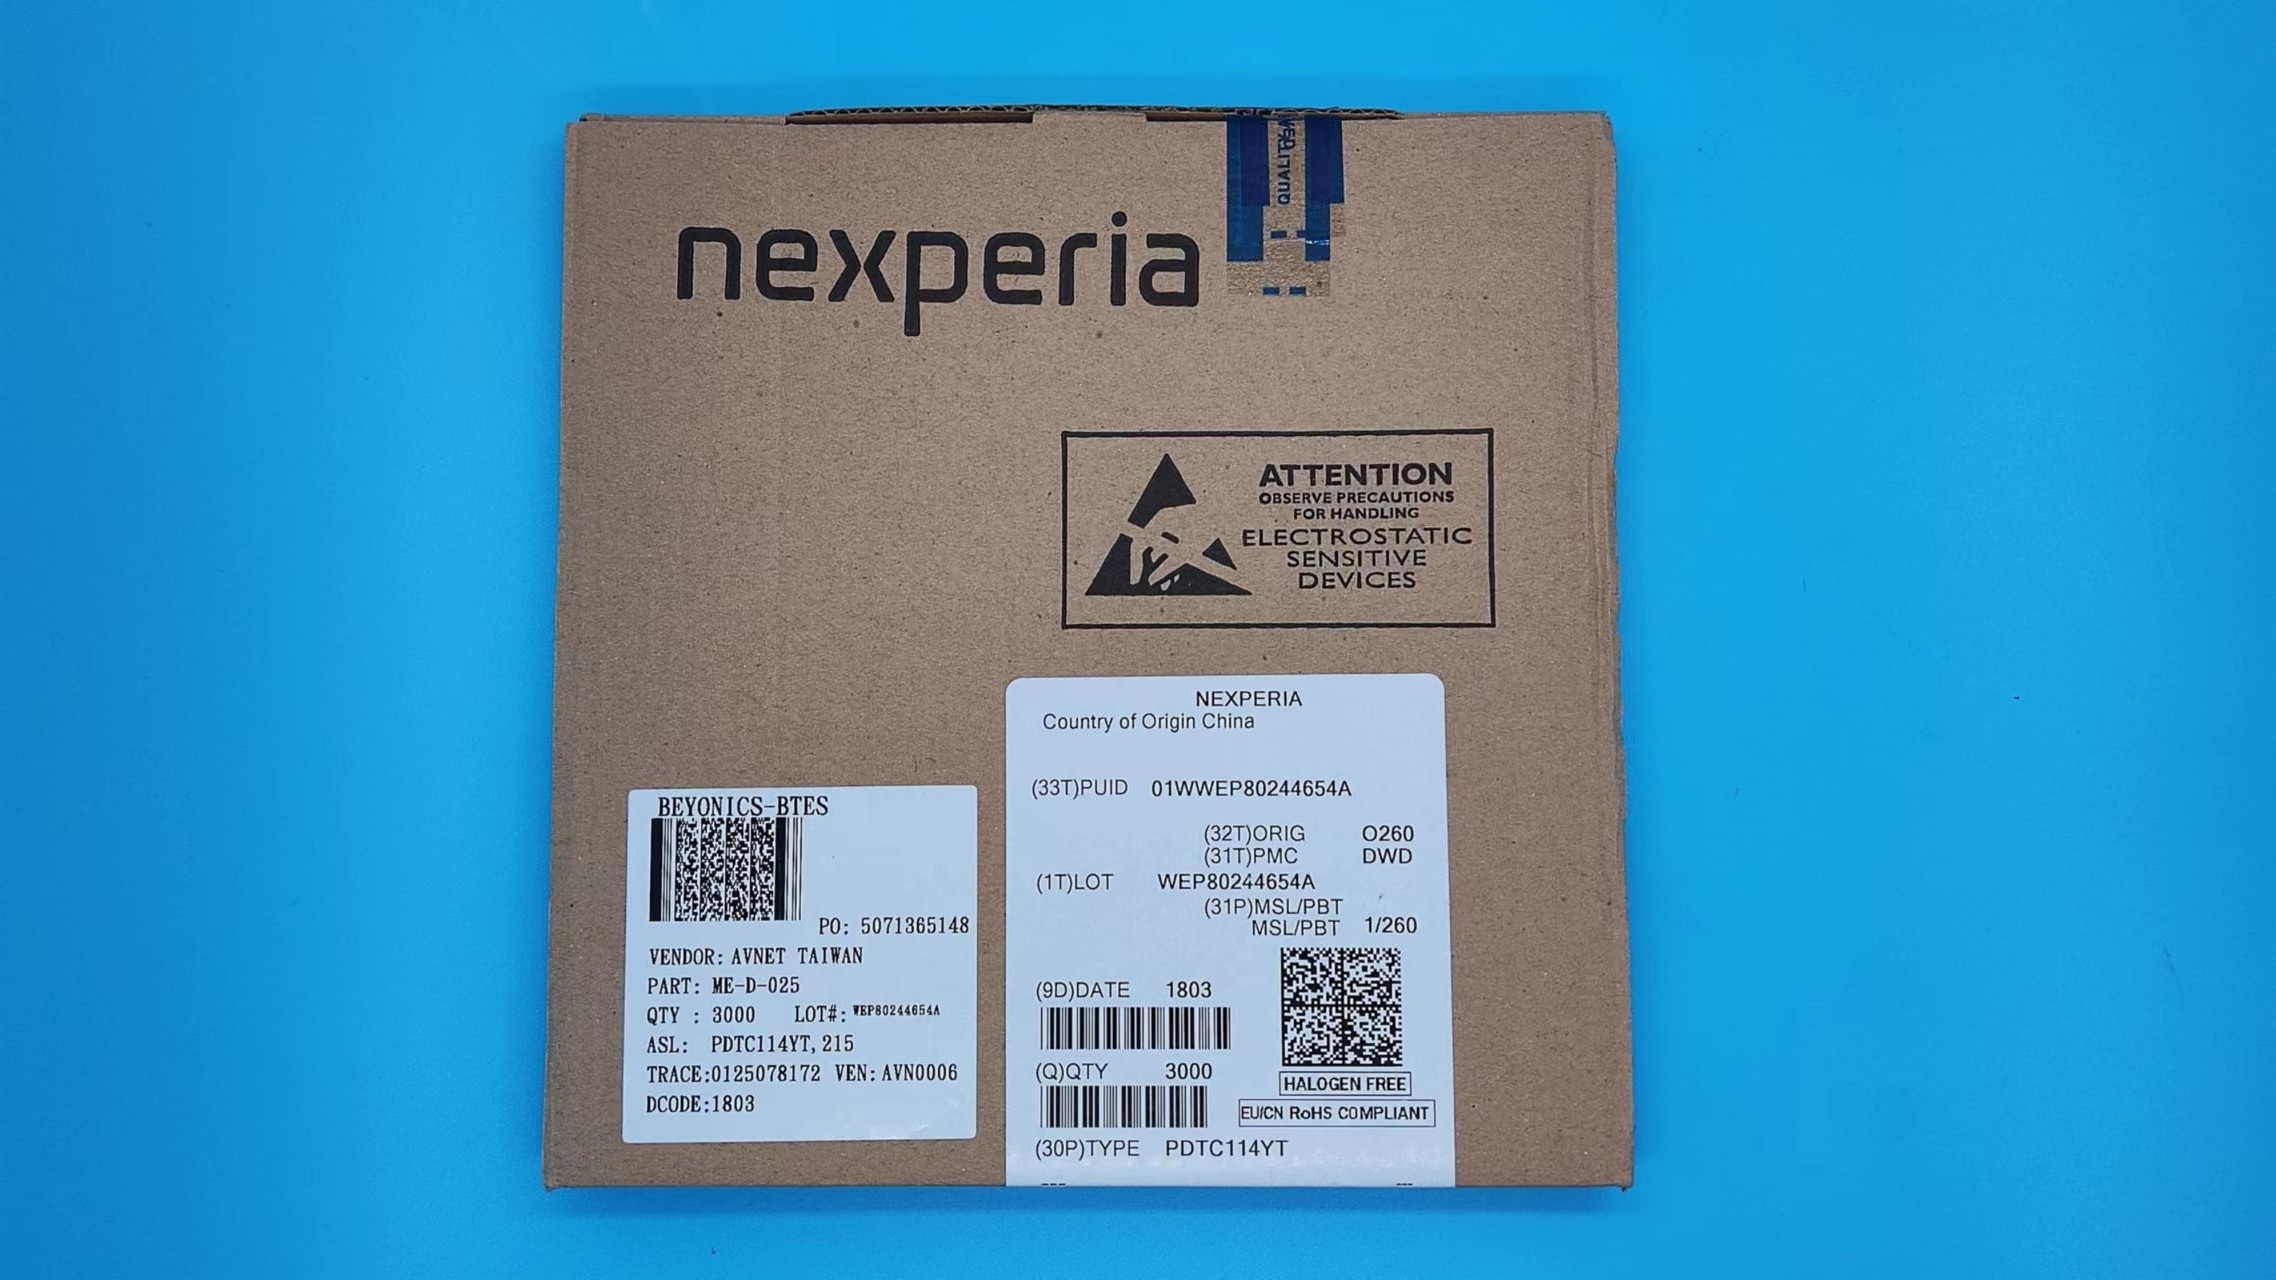 nexperia
QUALITY
ATTENTION
OBSERVE PRECAUTIONS
FOR HANDLING
ELECTROSTATIC
SENSITIVE
DEVICES
BEYONICS-BTES
PO: 5071365148
VENDOR: AVNET TAIWAN
PART: ME-D-025
QTY : 3000 LOT#: WEP80244654A
ASL: PDTC114YT, 215
TRACE:0125078172 VEN: AVN0006
DCODE:1803
NEXPERIA
Country of Origin China
(33T)PUID 01WWEP80244654A
(32T)ORIG O260
(31T)PMC DWD
(1T)LOT WEP80244654A
(31P)MSL/PBT
MSL/PBT 1/260
(9D)DATE 1803
(Q)QTY 3000
HALOGEN FREE
EU/CN RoHS COMPLIANT
(30P)TYPE PDTC114YT